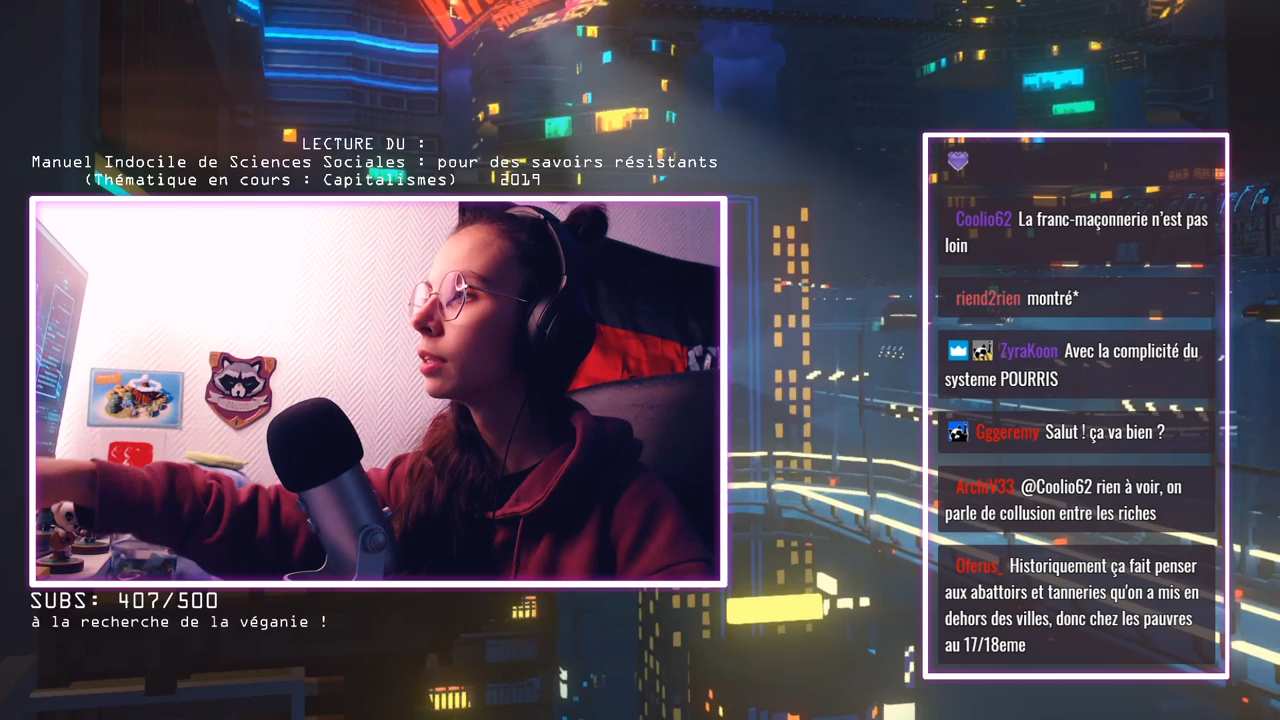 LECTURE DU :
Manuel Indocile de Sciences Sociales : pour des savoirs résistants
(Thématique en cours : Capitalismes) 2019
SUBS: 407/500
à la recherche de la véganie !
Coolio62 La franc-maçonnerie n’est pas
loin
riend2rien montré*
ZyraKoon Avec la complicité du
systeme POURRIS
Gggeremy Salut ! ça va bien ?
ArchiV33 @Coolio62 rien à voir, on
parle de collusion entre les riches
Oferus_ Historiquement ça fait penser
aux abattoirs et tanneries qu'on a mis en
dehors des villes, donc chez les pauvres
au 17/18eme